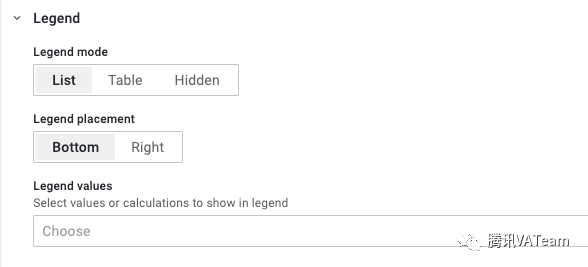 Legend
Legend mode
List Table Hidden
Legend placement
Bottom Right
Legend values
Select values or calculations to show in legend
Choose
腾讯VATeam